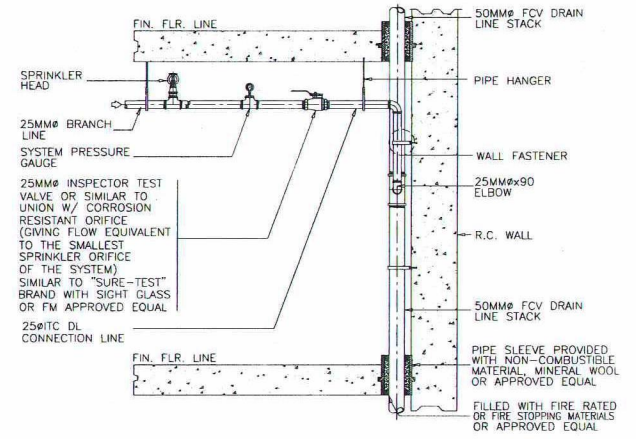 50MMØ FCV DRAIN
LINE STACK
FIN. FLR. LINE
SPRINKLER
HEAD
PIPE HANGER
25MMØ BRANCH
LINE
SYSTEM PRESSURE
GAUGE
WALL FASTENER
25MMØx90
ELBOW
25MMØ INSPECTOR TEST
VALVE OR SIMILAR TO
UNION W/ CORROSION
RESISTANT ORIFICE
(GIVING FLOW EQUIVALENT
TO THE SMALLEST
SPRINKLER ORIFICE
OF THE SYSTEM)
SIMILAR TO "SURE-TEST"
BRAND WITH SIGHT GLASS
OR FM APPROVED EQUAL
R.C. WALL
25ØITC DL
CONNECTION LINE
50MMØ FCV DRAIN
LINE STACK
FIN. FLR. LINE
PIPE SLEEVE PROVIDED
WITH NON-COMBUSTIBLE
MATERIAL, MINERAL WOOL
OR APPROVED EQUAL
FILLED WITH FIRE RATED
OR FIRE STOPPING MATERIALS
OR APPROVED EQUAL